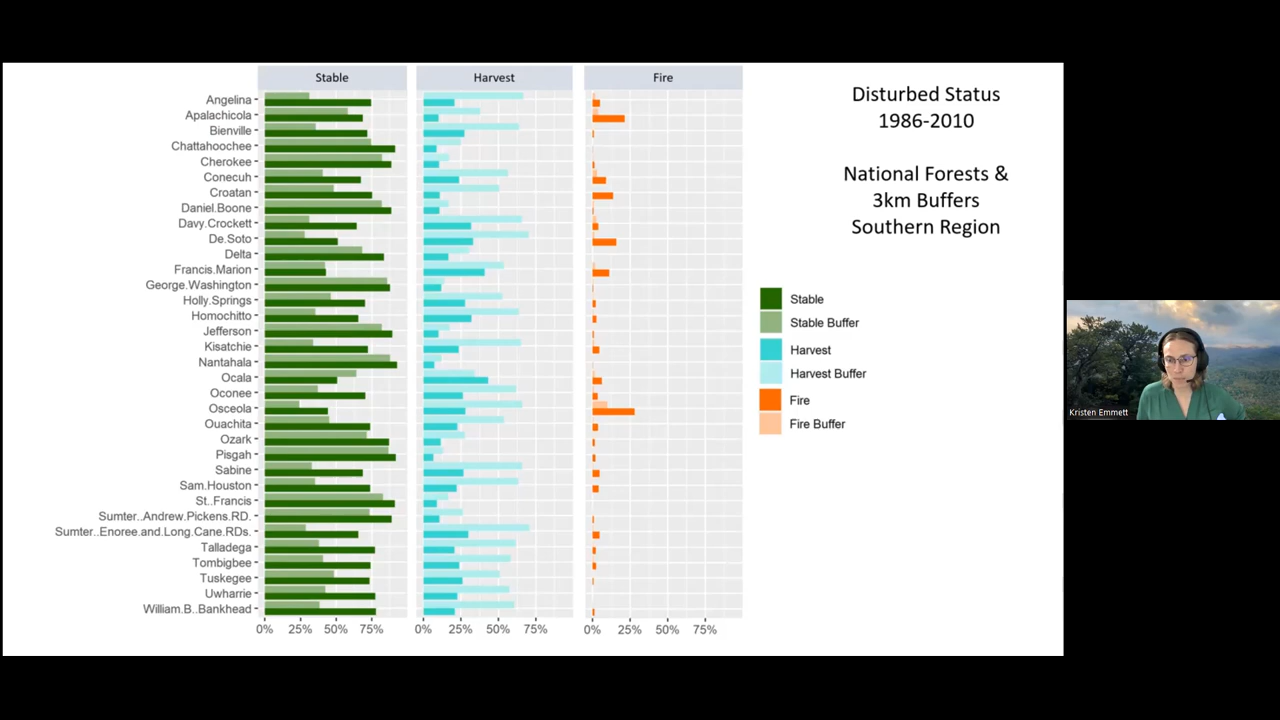 Stable Harvest Fire
Disturbed Status
1986-2010
National Forests &
3km Buffers
Southern Region
Angelina
Apalachicola
Bienville
Chattahoochee
Cherokee
Conecuh
Croatan
Daniel.Boone
Davy.Crockett
De.Soto
Delta
Francis.Marion
George.Washington
Holly.Springs
Homochitto
Jefferson
Kisatchie
Nantahala
Ocala
Oconee
Osceola
Ouachita
Ozark
Pisgah
Sabine
Sam.Houston
St..Francis
Sumter..Andrew.Pickens.RD.
Sumter..Enoree.and.Long.Cane.RDs.
Talladega
Tombigbee
Tuskegee
Uwharrie
William.B..Bankhead
0% 25% 50% 75% 0% 25% 50% 75% 0% 25% 50% 75%
Stable
Stable Buffer
Harvest
Harvest Buffer
Fire
Fire Buffer
Kristen Emmett